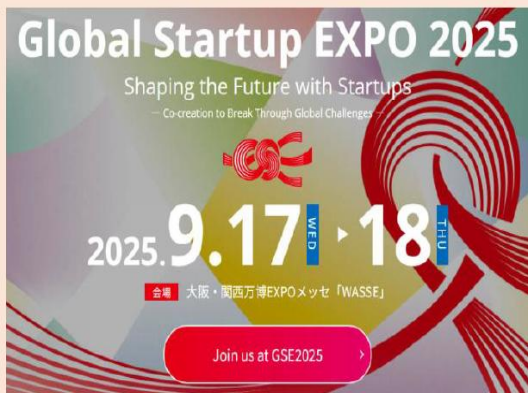 Global Startup EXPO 2025
Shaping the Future with Startups
— Co-creation to Break Through Global Challenges —
2025.9.17 WED ▸ 18 THU
会場 大阪・関西万博EXPOメッセ「WASSE」
Join us at GSE2025 >